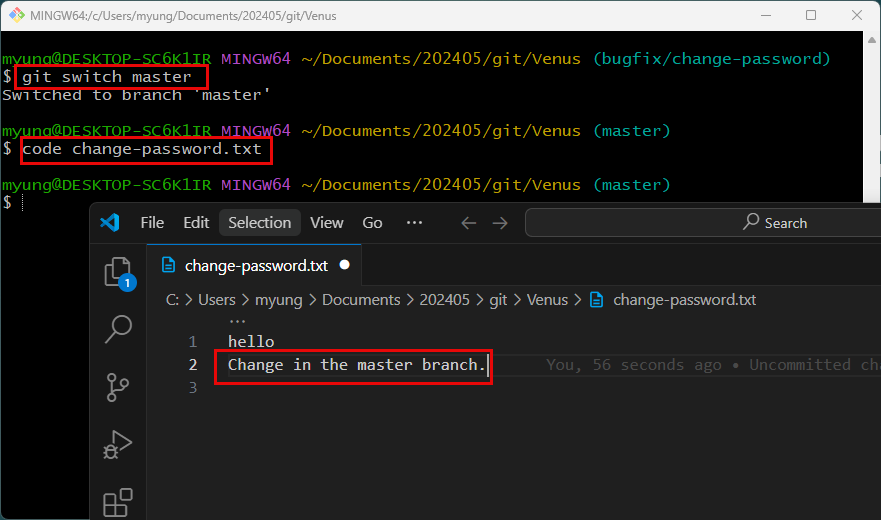 MINGW64:/c/Users/myung/Documents/202405/git/Venus
myung@DESKTOP-SC6K1IR MINGW64 ~/Documents/202405/git/Venus (bugfix/change-password)
$ git switch master
Switched to branch 'master'
myung@DESKTOP-SC6K1IR MINGW64 ~/Documents/202405/git/Venus (master)
$ code change-password.txt
myung@DESKTOP-SC6K1IR MINGW64 ~/Documents/202405/git/Venus (master)
$
File Edit Selection View Go ··· Search
change-password.txt
1
C: > Users > myung > Documents > 202405 > git > Venus > change-password.txt
...
1 hello
2 Change in the master branch. You, 56 seconds ago • Uncommitted
3